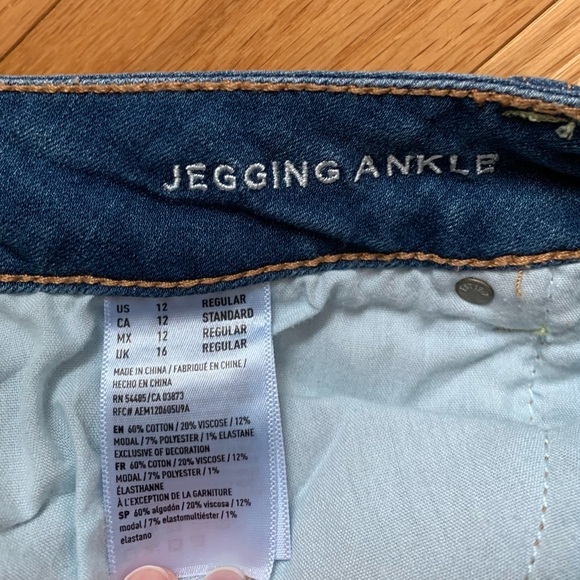 JEGGING ANKLE
US 12 REGULAR
CA 12 STANDARD
MX 12 REGULAR
UK 16 REGULAR
MADE IN CHINA / FABRIQUÉ EN CHINE /
HECHO EN CHINA
RN 54485/CA 03873
RFC# AEM120605U9A
EN 60% COTTON / 20% VISCOSE / 12%
MODAL / 7% POLYESTER / 1% ELASTANE
EXCLUSIVE OF DECORATION
FR 60% COTON / 20% VISCOSE / 12%
MODAL / 7% POLYESTER / 1%
ÉLASTHANNE
À L'EXCEPTION DE LA GARNITURE
SP 60% algodón / 20% viscosa / 12%
modal / 7% elastomultiéster / 1%
elastano